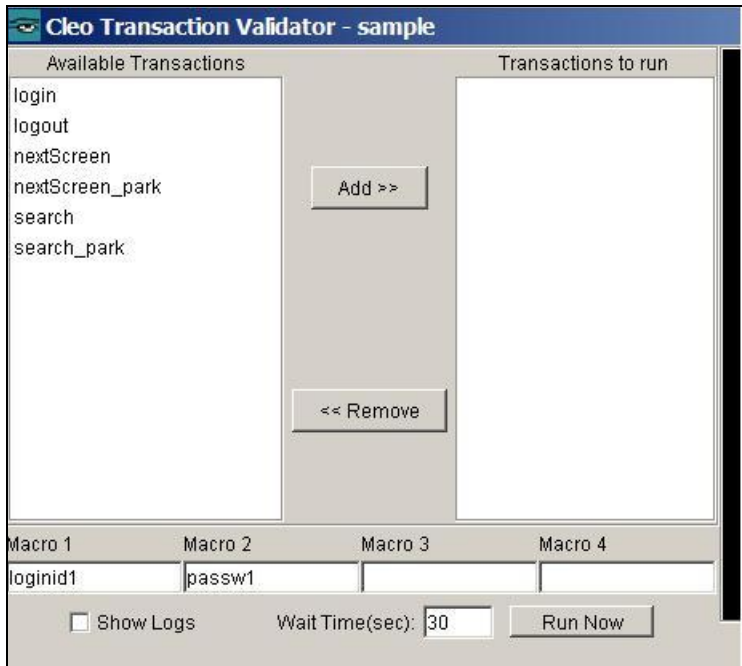 Cleo Transaction Validator - sample
Available Transactions
Transactions to run
login
logout
nextScreen
nextScreen_park
search
search_park
Add >>
<< Remove
Macro 1 Macro 2 Macro 3 Macro 4
loginid1 passw1
Show Logs Wait Time(sec): 30 Run Now